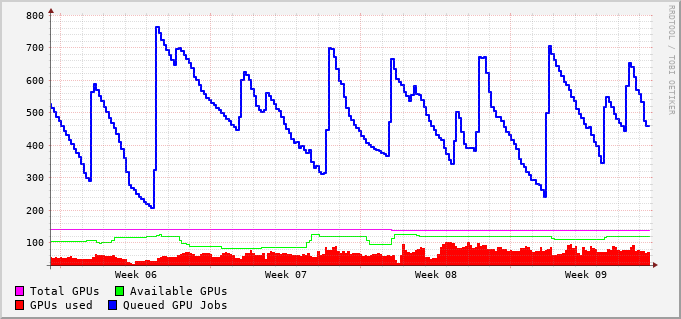 800
700
600
500
400
300
200
100
Week 06 Week 07 Week 08 Week 09
Total GPUs Available GPUs
GPUs used Queued GPU Jobs
RRDTOOL / TOBI OETIKER